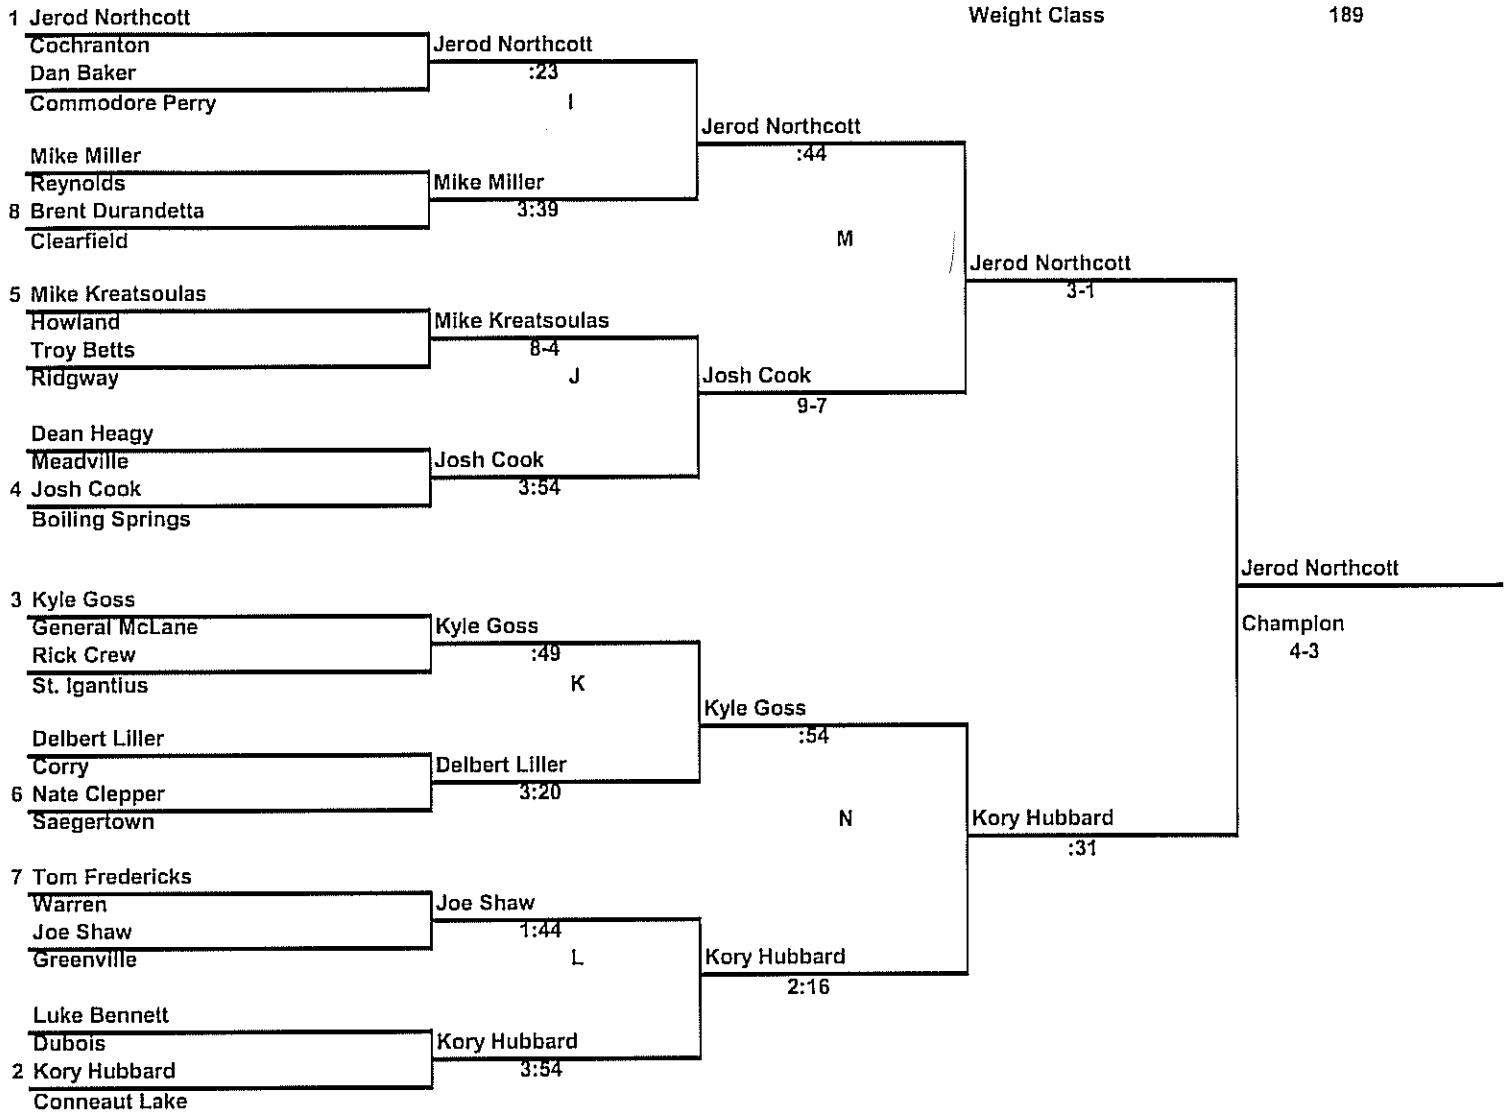 Weight Class 189
1 Jerod Northcott
Cochranton
Dan Baker
Commodore Perry
Mike Miller
Reynolds
8 Brent Durandetta
Clearfield
5 Mike Kreatsoulas
Howland
Troy Betts
Ridgway
Dean Heagy
Meadville
4 Josh Cook
Boiling Springs
3 Kyle Goss
General McLane
Rick Crew
St. Igantius
Delbert Liller
Corry
6 Nate Clepper
Saegertown
7 Tom Fredericks
Warren
Joe Shaw
Greenville
Luke Bennett
Dubois
2 Kory Hubbard
Conneaut Lake
Jerod Northcott
:23
I
Mike Miller
3:39
Mike Kreatsoulas
8-4
J
Josh Cook
3:54
Kyle Goss
:49
K
Delbert Liller
3:20
Joe Shaw
1:44
L
Kory Hubbard
3:54
Jerod Northcott
:44
M
Josh Cook
9-7
Kyle Goss
:54
N
Kory Hubbard
2:16
Jerod Northcott
3-1
Kory Hubbard
:31
Jerod Northcott
Champion
4-3